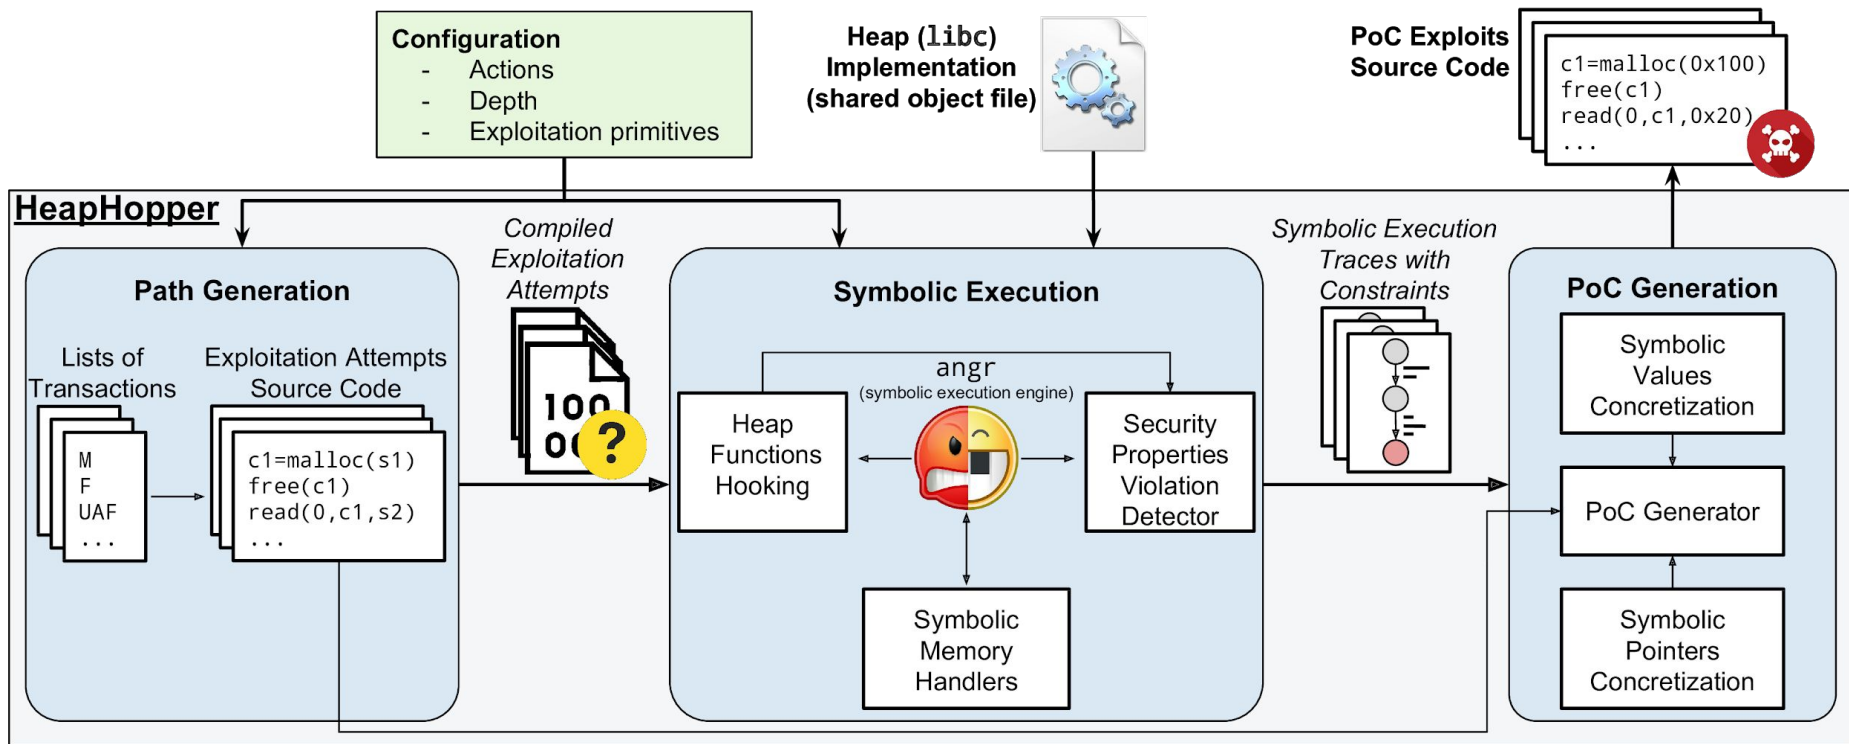 Configuration
- Actions
- Depth
- Exploitation primitives
Heap (libc)
Implementation
(shared object file)
PoC Exploits
Source Code
c1=malloc(0x100)
free(c1)
read(0,c1,0x20)
...
HeapHopper
Path Generation
Lists of
Transactions
M
F
UAF
...
Exploitation Attempts
Source Code
c1=malloc(s1)
free(c1)
read(0,c1,s2)
...
Compiled
Exploitation
Attempts
100
00
?
Symbolic Execution
angr
(symbolic execution engine)
Heap
Functions
Hooking
Security
Properties
Violation
Detector
Symbolic
Memory
Handlers
Symbolic Execution
Traces with
Constraints
PoC Generation
Symbolic
Values
Concretization
PoC Generator
Symbolic
Pointers
Concretization